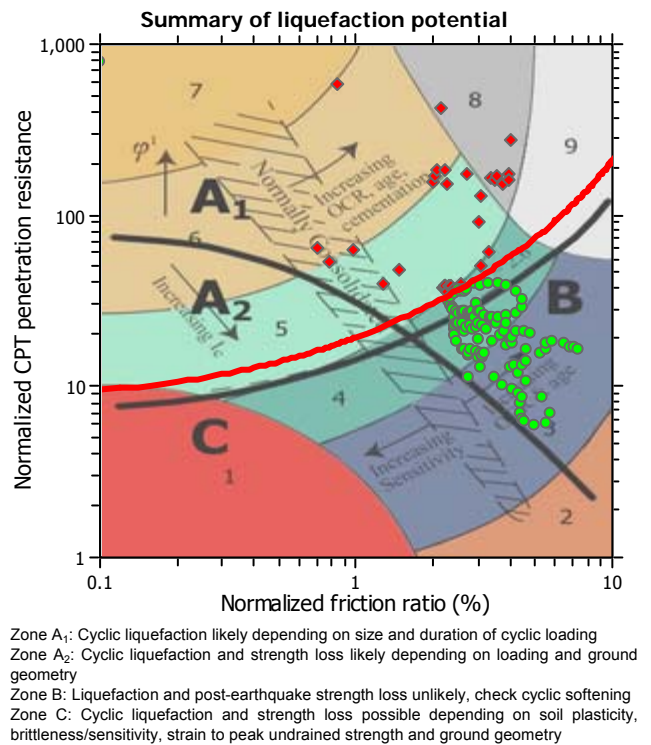 Summary of liquefaction potential
1,000
7
8
9
φ'
Increasing
OCR, age,
cementation
A1
Normally Consolidated
100
6
A2
B
Increasing Ic
5
Normalized CPT penetration resistance
10
4
OCR, age
C
Increasing
Sensitivity
3
1
2
1
0.1
1
10
Normalized friction ratio (%)
Zone A1: Cyclic liquefaction likely depending on size and duration of cyclic loading
Zone A2: Cyclic liquefaction and strength loss likely depending on loading and ground
geometry
Zone B: Liquefaction and post-earthquake strength loss unlikely, check cyclic softening
Zone C: Cyclic liquefaction and strength loss possible depending on soil plasticity,
brittleness/sensitivity, strain to peak undrained strength and ground geometry